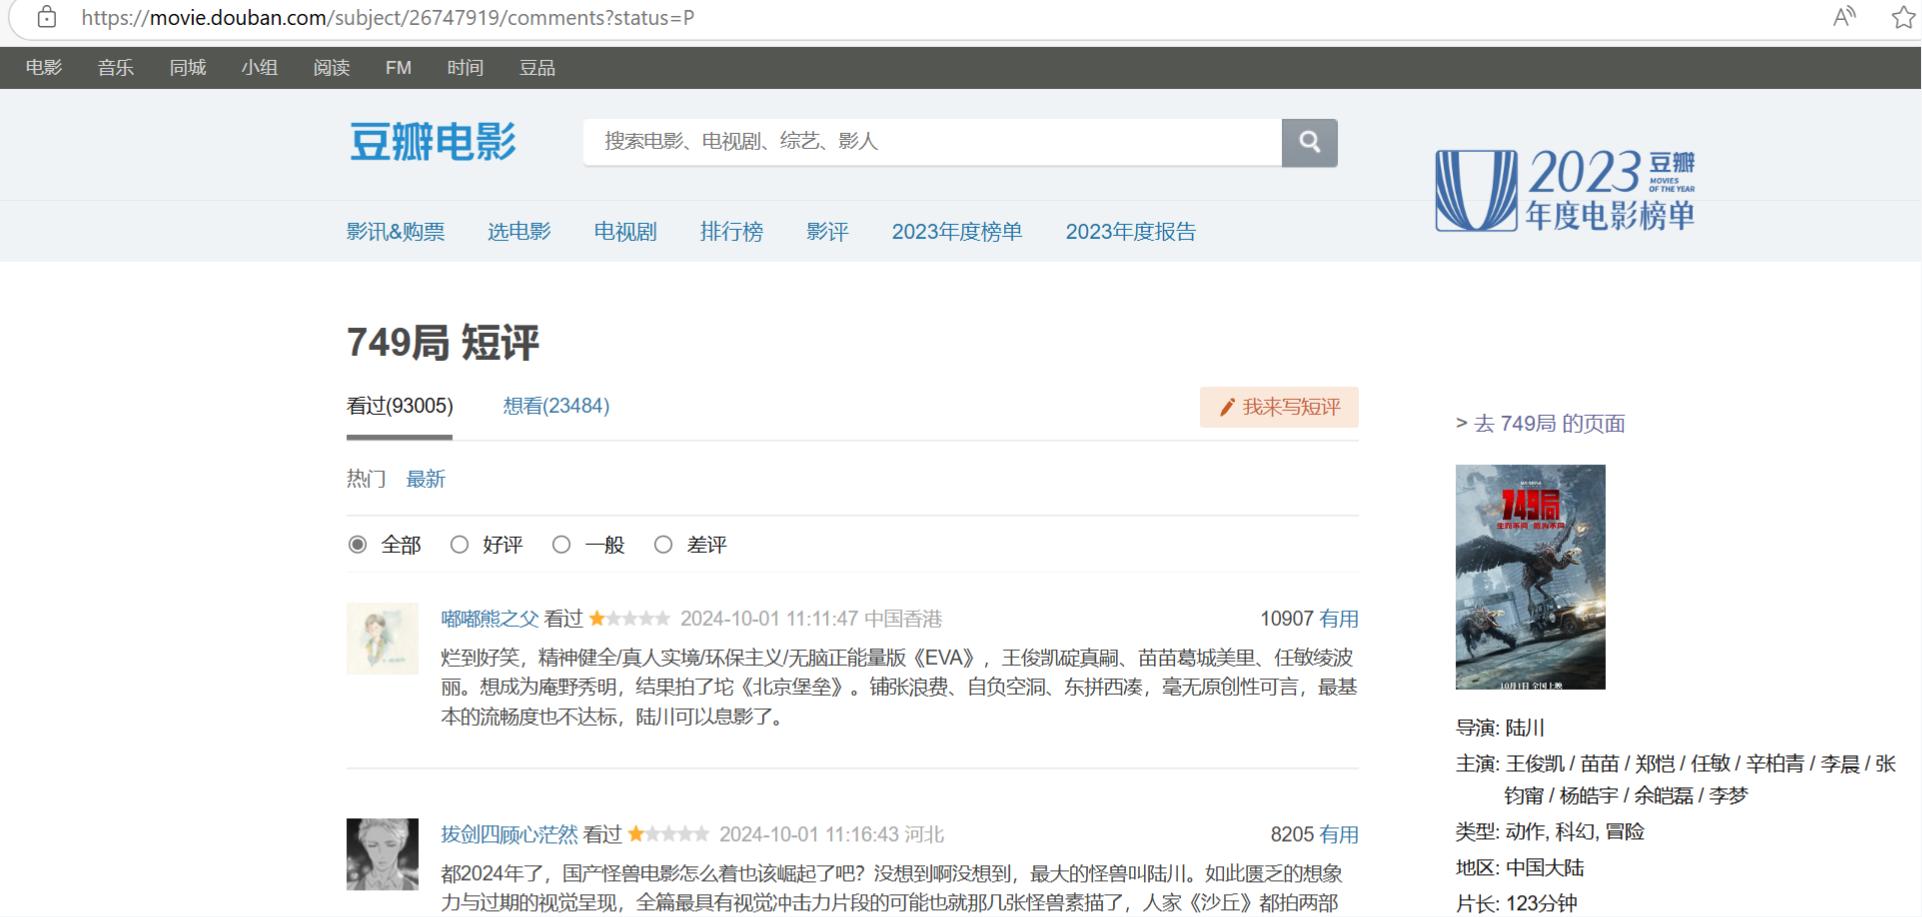 https://movie.douban.com/subject/26747919/comments?status=P
电影 音乐 同城 小组 阅读 FM 时间 豆品
豆瓣电影
搜索电影、电视剧、综艺、影人
2023 豆瓣
MOVIES
OF THE YEAR
年度电影榜单
影讯&购票 选电影 电视剧 排行榜 影评 2023年度榜单 2023年度报告
749局 短评
看过(93005) 想看(23484) 我来写短评
热门 最新
全部 好评 一般 差评
嘟嘟熊之父 看过 2024-10-01 11:11:47 中国香港 10907 有用
烂到好笑，精神健全/真人实境/环保主义/无脑正能量版《EVA》，王俊凯碇真嗣、苗苗葛城美里、任敏绫波
丽。想成为庵野秀明，结果拍了坨《北京堡垒》。铺张浪费、自负空洞、东拼西凑，毫无原创性可言，最基
本的流畅度也不达标，陆川可以息影了。
拔剑四顾心茫然 看过 2024-10-01 11:16:43 河北 8205 有用
都2024年了，国产怪兽电影怎么着也该崛起了吧？没想到啊没想到，最大的怪兽叫陆川。如此匮乏的想象
力与过期的视觉呈现，全篇最具有视觉冲击力片段的可能也就那几张怪兽素描了，人家《沙丘》都拍两部
> 去 749局 的页面
749局
生而不同 敢为不同
10月1日 全国上映
导演: 陆川
主演: 王俊凯 / 苗苗 / 郑恺 / 任敏 / 辛柏青 / 李晨 / 张
钧甯 / 杨皓宇 / 余皑磊 / 李梦
类型: 动作, 科幻, 冒险
地区: 中国大陆
片长: 123分钟